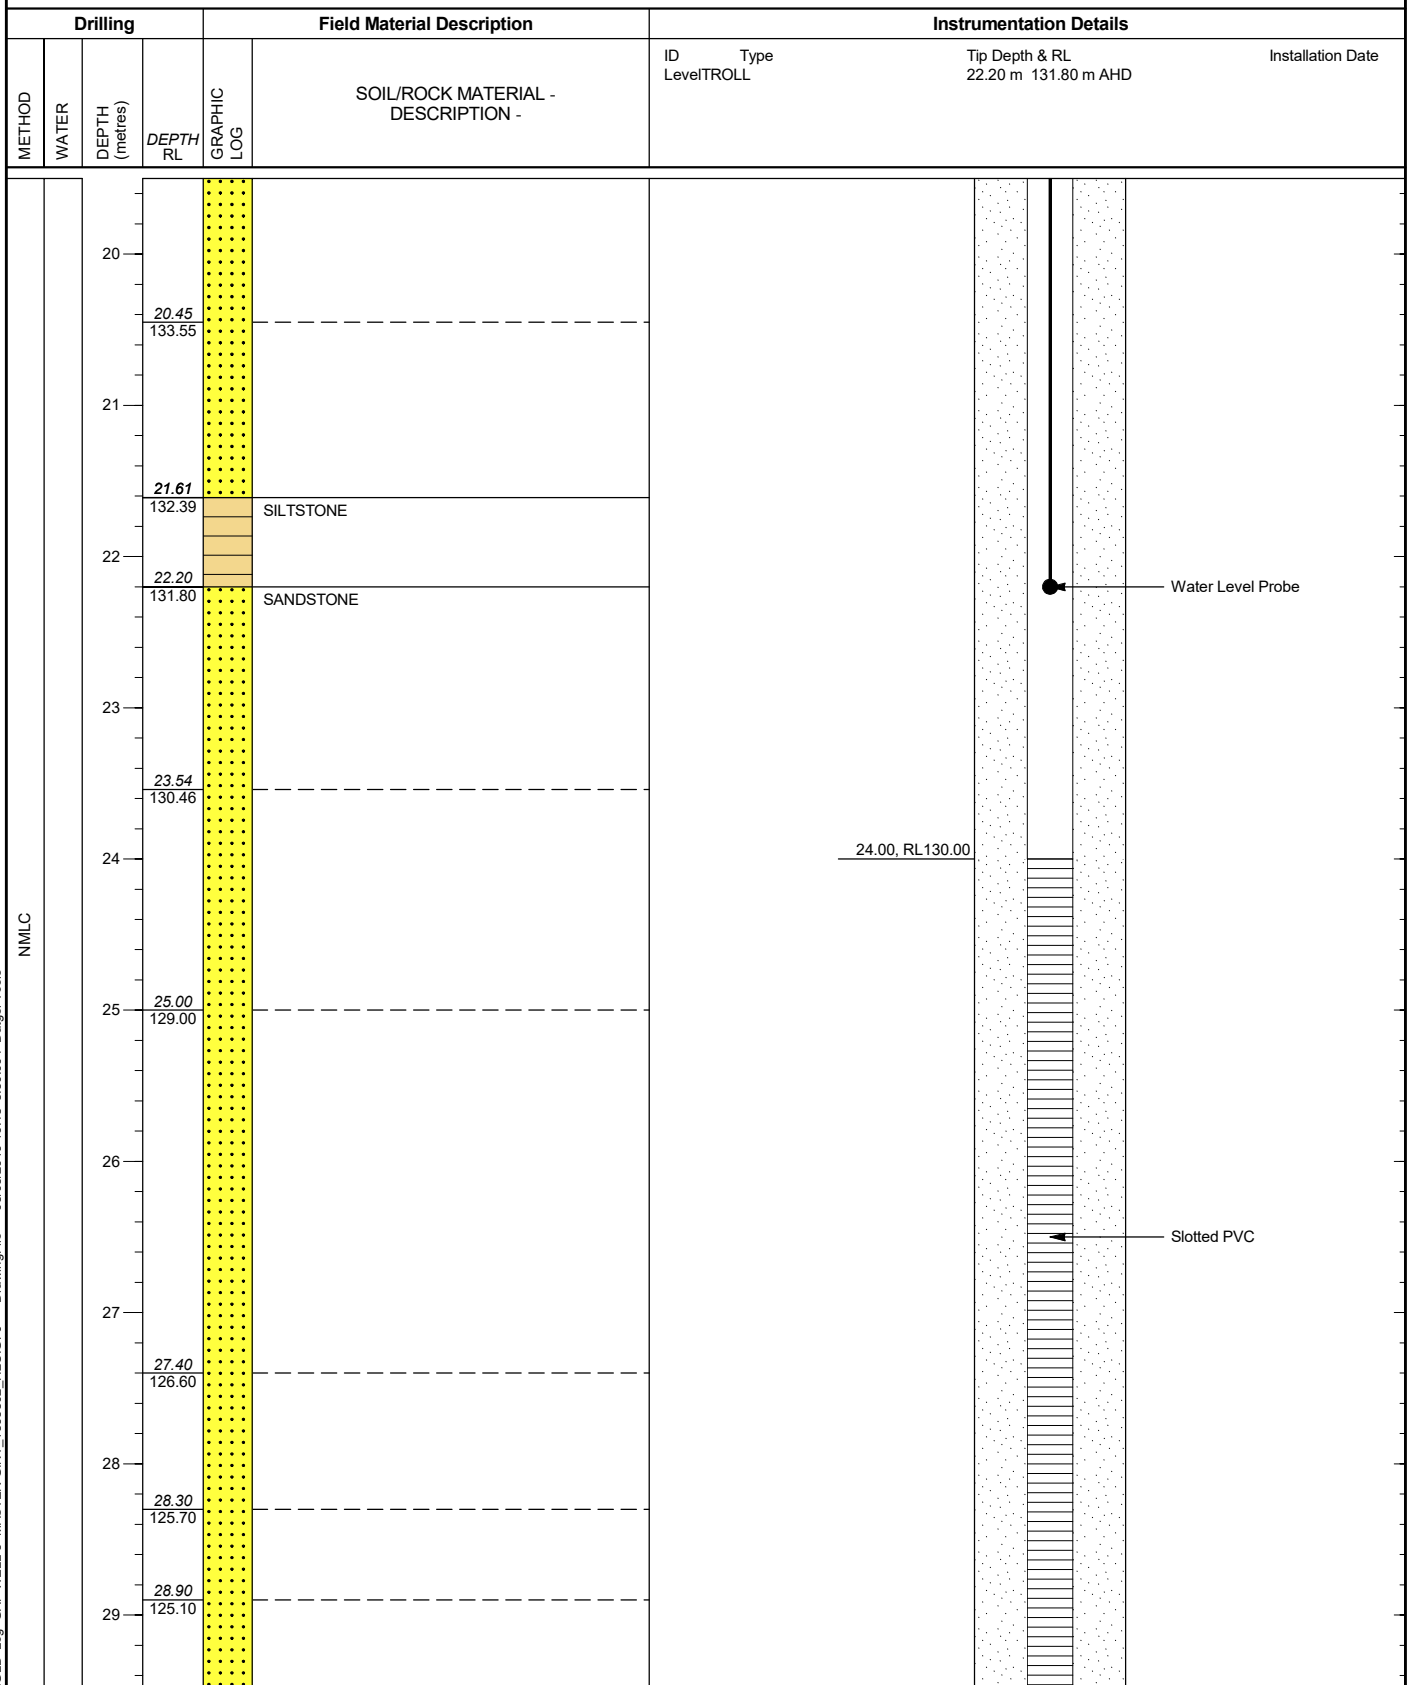 Drilling
Field Material Description
Instrumentation Details
METHOD
WATER
DEPTH
(metres)
DEPTH
RL
GRAPHIC
LOG
SOIL/ROCK MATERIAL -
DESCRIPTION -
ID Type Tip Depth & RL Installation Date
LevelTROLL 22.20 m 131.80 m AHD
NMLC
20
20.45
133.55
21
21.61
132.39
SILTSTONE
22
22.20
131.80
SANDSTONE
Water Level Probe
23
23.54
130.46
24
24.00, RL130.00
25
25.00
129.00
26
Slotted PVC
27
27.40
126.60
28
28.30
125.70
28.90
125.10
29